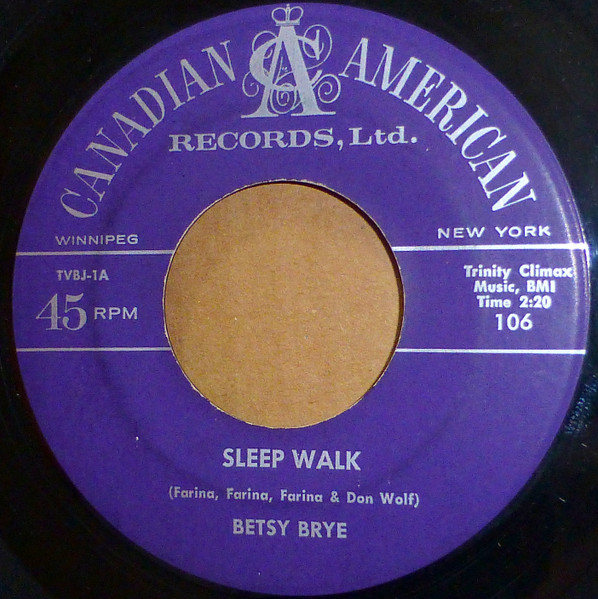 CANADIAN AMERICAN
CA
RECORDS, Ltd.
WINNIPEG
NEW YORK
TVBJ-1A
45 RPM
Trinity Climax
Music, BMI
Time 2:20
106
SLEEP WALK
(Farina, Farina, Farina & Don Wolf)
BETSY BRYE